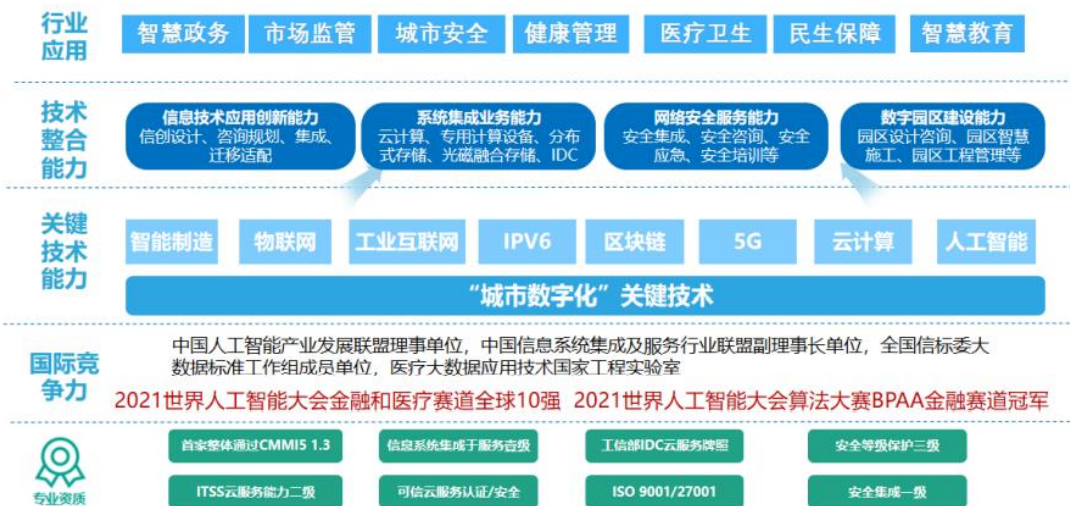 行业
应用
智慧政务 市场监管 城市安全 健康管理 医疗卫生 民生保障 智慧教育
技术
整合
能力
信息技术应用创新能力
信创设计、咨询规划、集成、
迁移适配
系统集成业务能力
云计算、专用计算设备、分布
式存储、光磁融合存储、IDC
网络安全服务能力
安全集成、安全咨询、安全
应急、安全培训等
数字园区建设能力
园区设计咨询、园区智慧
施工、园区工程管理等
关键
技术
能力
智能制造 物联网 工业互联网 IPV6 区块链 5G 云计算 人工智能
“城市数字化”关键技术
国际竞
争力
中国人工智能产业发展联盟理事单位，中国信息系统集成及服务行业联盟副理事长单位，全国信标委大
数据标准工作组成员单位，医疗大数据应用技术国家工程实验室
2021世界人工智能大会金融和医疗赛道全球10强 2021世界人工智能大会算法大赛BPAA金融赛道冠军
专业资质
首家整体通过CMMI5 1.3 信息系统集成于服务壹级 工信部IDC云服务牌照 安全等级保护三级
ITSS云服务能力二级 可信云服务认证/安全 ISO 9001/27001 安全集成一级